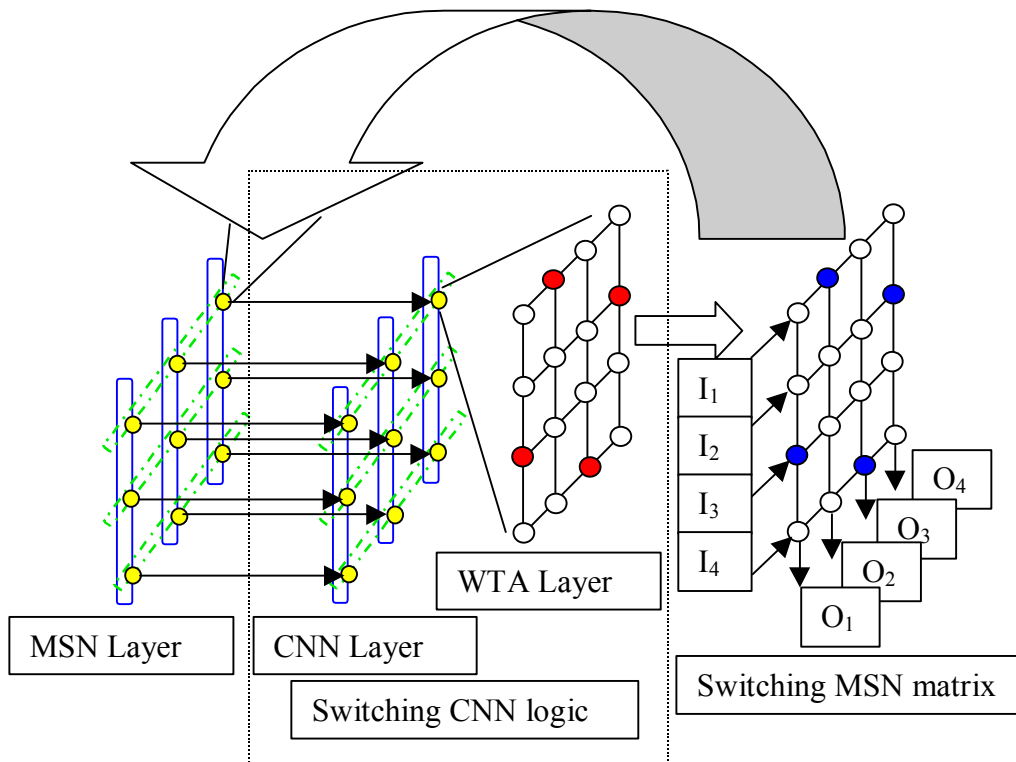 I₁
I₂
I₃
I₄
O₄
O₃
O₂
O₁
WTA Layer
MSN Layer
CNN Layer
Switching CNN logic
Switching MSN matrix